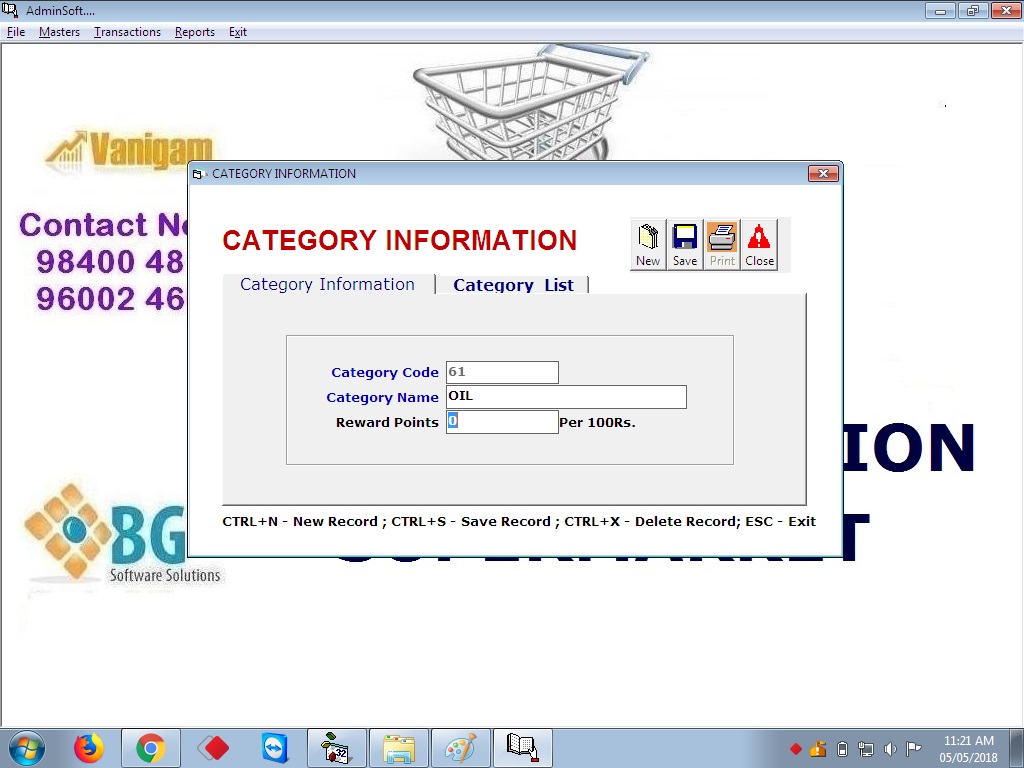 AdminSoft....
File Masters Transactions Reports Exit
Vanigam
Contact
98400 48
96002 46
CATEGORY INFORMATION
CATEGORY INFORMATION
New Save Print Close
Category Information Category List
Category Code 61
Category Name OIL
Reward Points 0 Per 100Rs.
CTRL+N - New Record ; CTRL+S - Save Record ; CTRL+X - Delete Record; ESC - Exit
ION
BG
Software Solutions
32
11:21 AM
05/05/2018